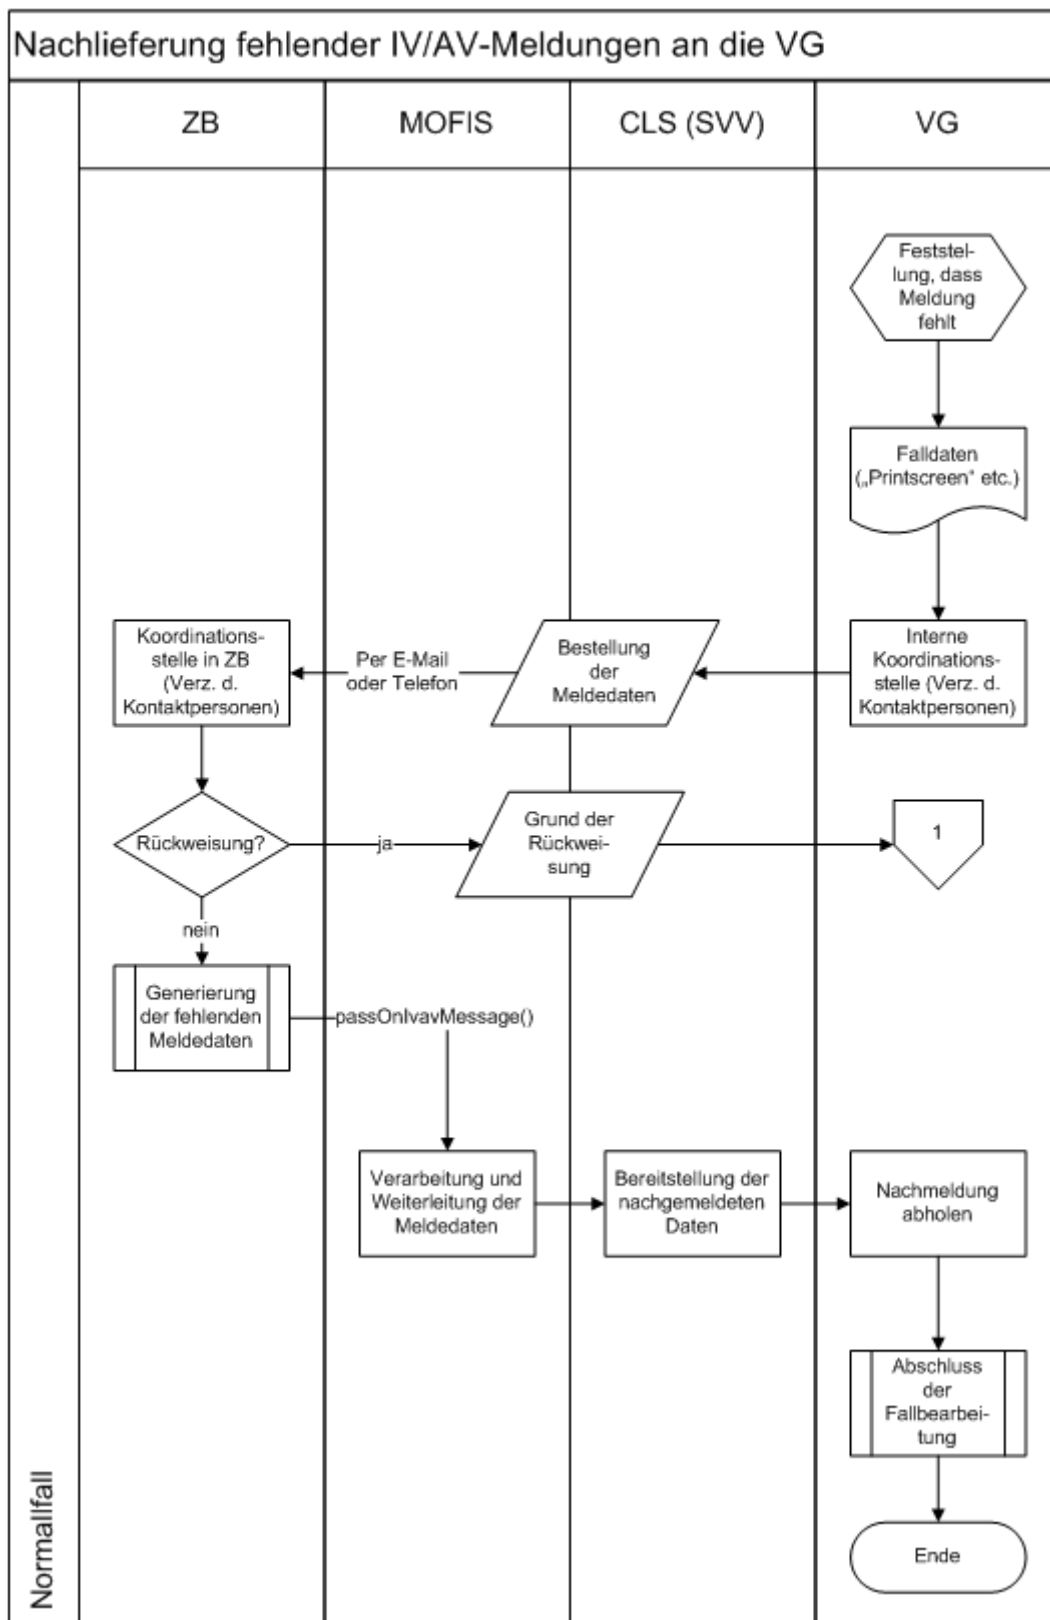 Nachlieferung fehlender IV/AV-Meldungen an die VG
ZB
MOFIS
CLS (SVV)
VG
Feststel-
lung, dass
Meldung
fehlt
Falldaten
(„Printscreen“ etc.)
Koordinations-
stelle in ZB
(Verz. d.
Kontaktpersonen)
Per E-Mail
oder Telefon
Bestellung
der
Meldedaten
Interne
Koordinations-
stelle (Verz. d.
Kontaktpersonen)
Rückweisung?
ja
Grund der
Rückwei-
sung
1
nein
Generierung
der fehlenden
Meldedaten
passOnIvavMessage()
Verarbeitung und
Weiterleitung der
Meldedaten
Bereitstellung der
nachgemeldeten
Daten
Nachmeldung
abholen
Abschluss
der
Fallbearbei-
tung
Ende
Normallfall